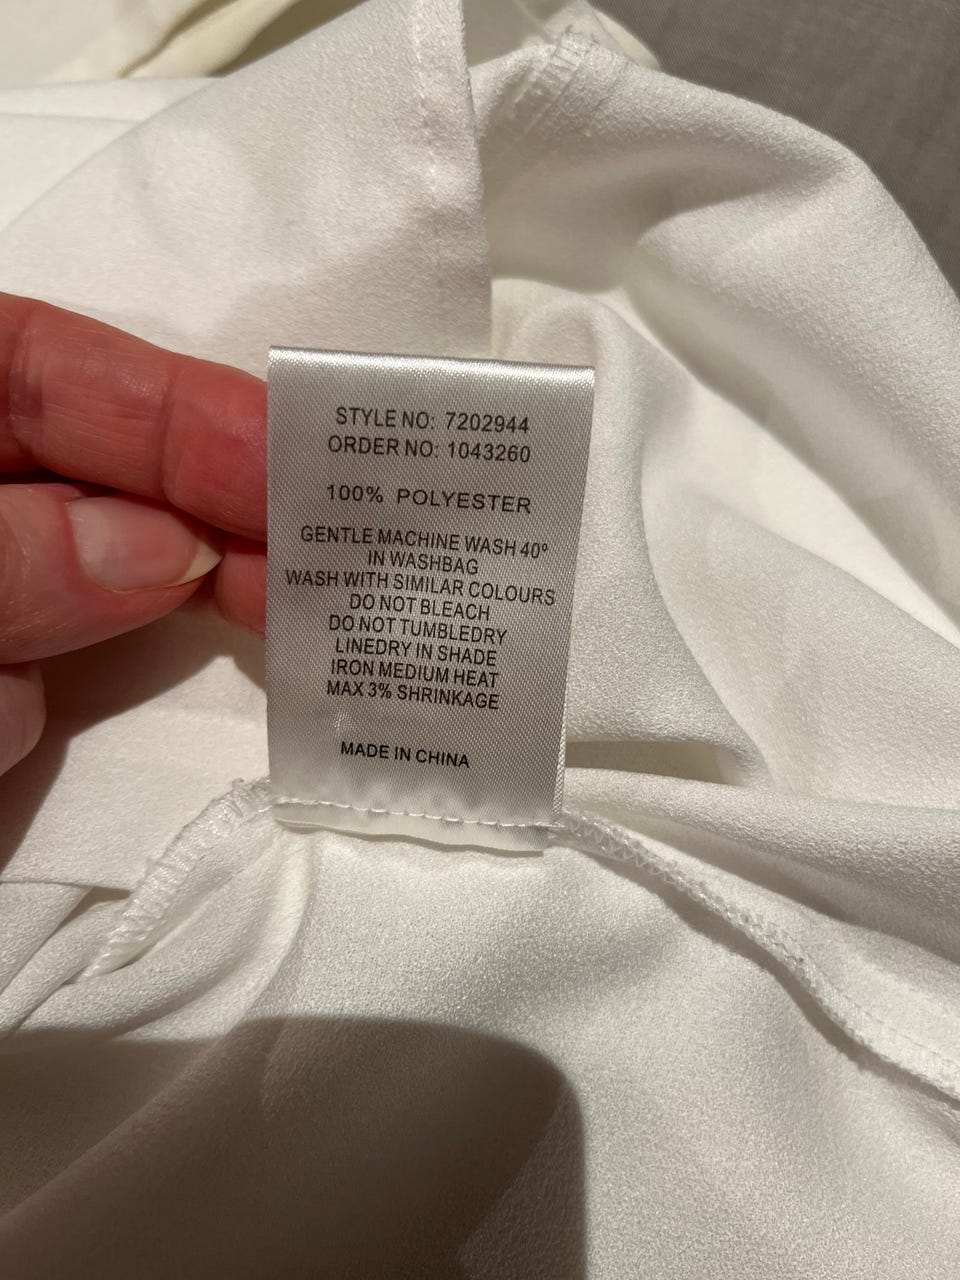 STYLE NO: 7202944
ORDER NO: 1043260
100% POLYESTER
GENTLE MACHINE WASH 40º
IN WASHBAG
WASH WITH SIMILAR COLOURS
DO NOT BLEACH
DO NOT TUMBLEDRY
LINEDRY IN SHADE
IRON MEDIUM HEAT
MAX 3% SHRINKAGE
MADE IN CHINA